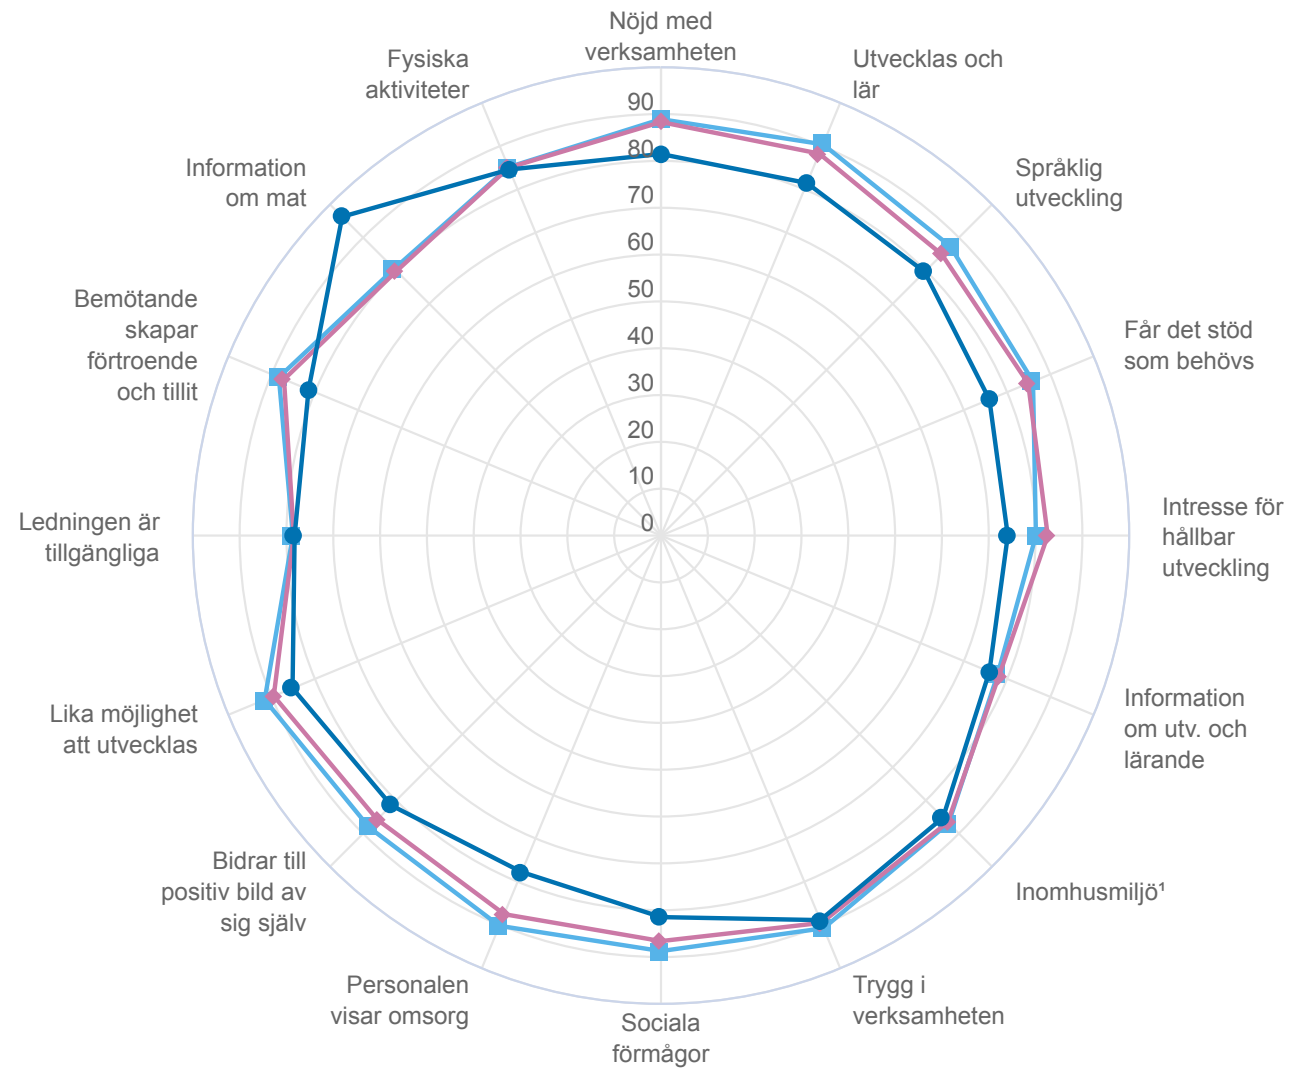 Nöjd med
verksamheten
Utvecklas och
lär
Språklig
utveckling
Får det stöd
som behövs
Intresse för
hållbar
utveckling
Information
om utv. och
lärande
Inomhusmiljö¹
Trygg i
verksamheten
Sociala
förmågor
Personalen
visar omsorg
Bidrar till
positiv bild av
sig själv
Lika möjlighet
att utvecklas
Ledningen är
tillgängliga
Bemötande
skapar
förtroende
och tillit
Information
om mat
Fysiska
aktiviteter
90
80
70
60
50
40
30
20
10
0